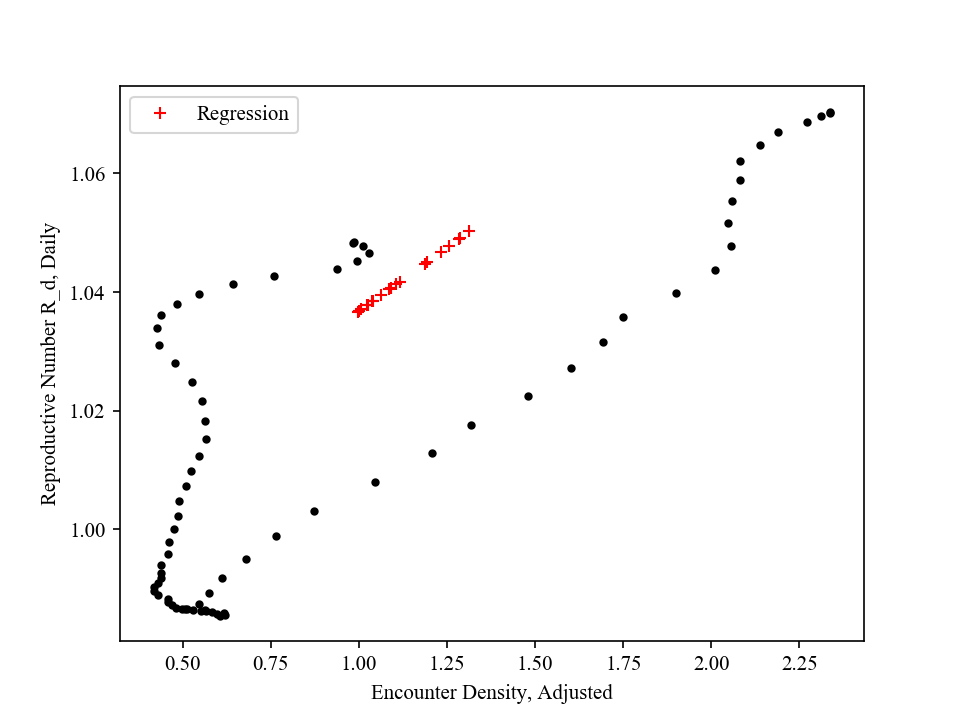 Regression
Reproductive Number R_d, Daily
1.06
1.04
1.02
1.00
0.50 0.75 1.00 1.25 1.50 1.75 2.00 2.25
Encounter Density, Adjusted